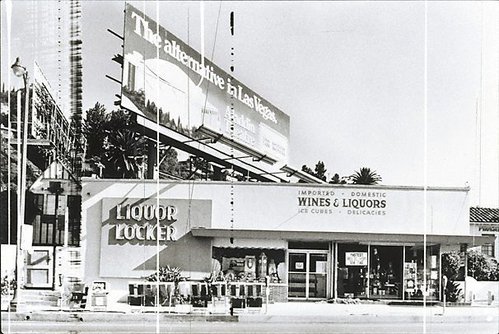 The alternative in Las Vegas.
LIQUOR
LOCKER
IMPORTED · DOMESTIC
WINES & LIQUORS
ICE CUBES · DELICACIES